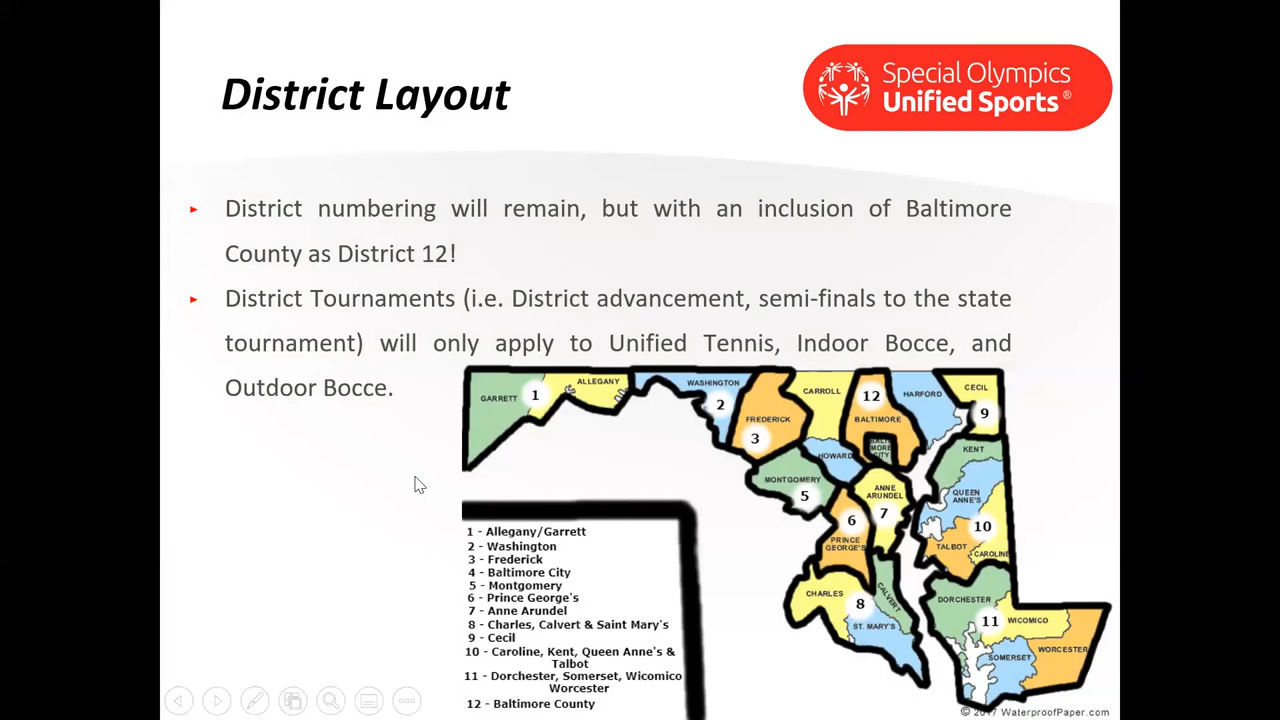 District Layout
Special Olympics
Unified Sports®
▸ District numbering will remain, but with an inclusion of Baltimore
County as District 12!
▸ District Tournaments (i.e. District advancement, semi-finals to the state
tournament) will only apply to Unified Tennis, Indoor Bocce, and
Outdoor Bocce.
GARRETT
1
ALLEGANY
WASHINGTON
2
FREDERICK
3
CARROLL
12
BALTIMORE
HARFORD
CECIL
9
BALTI
MORE
CITY
HOWARD
KENT
MONTGOMERY
5
ANNE
ARUNDEL
7
QUEEN
ANNE'S
10
6
PRINCE
GEORGE'S
TALBOT
CAROLINE
CHARLES
8
CALVERT
ST. MARY'S
DORCHESTER
11
WICOMICO
SOMERSET
WORCESTER
1 - Allegany/Garrett
2 - Washington
3 - Frederick
4 - Baltimore City
5 - Montgomery
6 - Prince George's
7 - Anne Arundel
8 - Charles, Calvert & Saint Mary's
9 - Cecil
10 - Caroline, Kent, Queen Anne's &
Talbot
11 - Dorchester, Somerset, Wicomico
Worcester
12 - Baltimore County
© 2017 WaterproofPaper.com